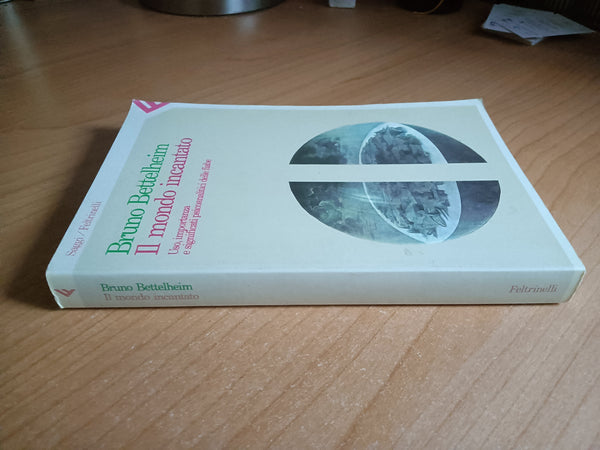 Saggi/Feltrinelli
Bruno Bettelheim
Il mondo incantato
Uso, importanza
e significati psicoanalitici delle fiabe
Bruno Bettelheim
Il mondo incantato
Feltrinelli